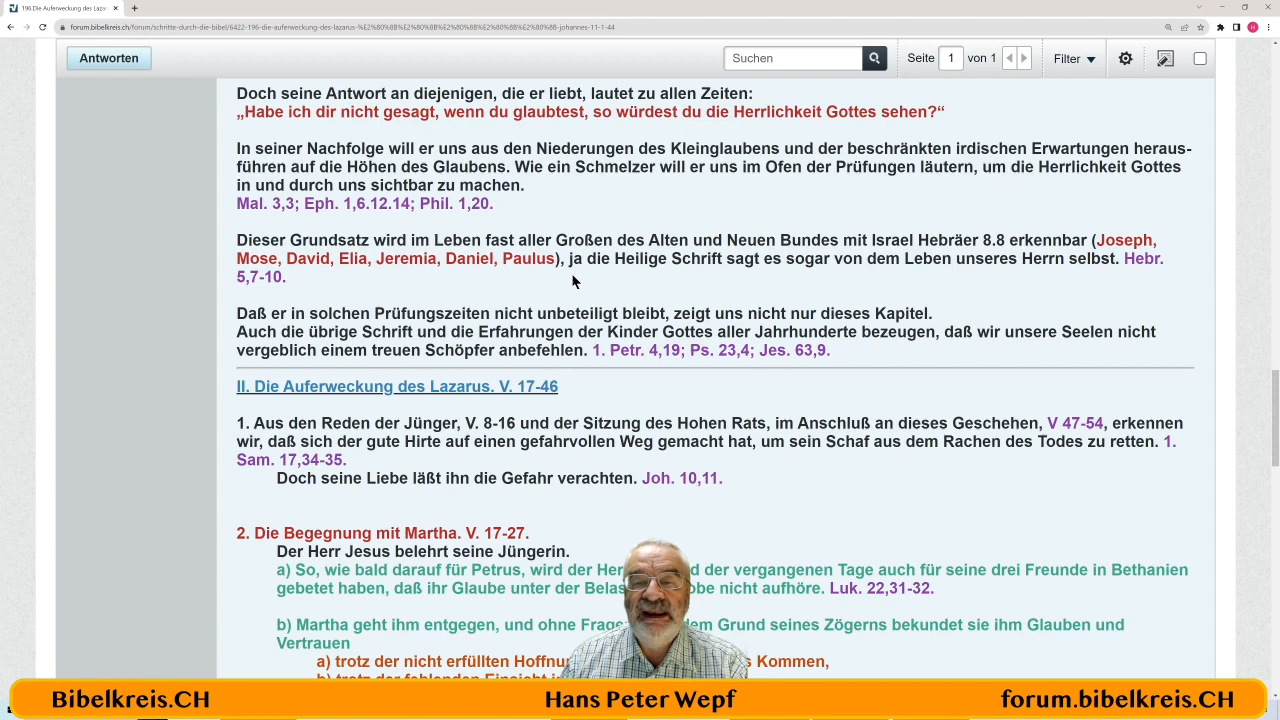 196.Die Auferweckung des Lazarus
forum.bibelkreis.ch/forum/schritte-durch-die-bibel/6422-196-die-auferweckung-des-lazarus-%E2%80%8B%E2%80%8B%E2%80%8B%E2%80%8B%E2%80%8B%E2%80%88-johannes-11-1-44
Antworten
Suchen
Seite 1 von 1
Filter
Doch seine Antwort an diejenigen, die er liebt, lautet zu allen Zeiten:
„Habe ich dir nicht gesagt, wenn du glaubtest, so würdest du die Herrlichkeit Gottes sehen?“
In seiner Nachfolge will er uns aus den Niederungen des Kleinglaubens und der beschränkten irdischen Erwartungen heraus-
führen auf die Höhen des Glaubens. Wie ein Schmelzer will er uns im Ofen der Prüfungen läutern, um die Herrlichkeit Gottes
in und durch uns sichtbar zu machen.
Mal. 3,3; Eph. 1,6.12.14; Phil. 1,20.
Dieser Grundsatz wird im Leben fast aller Großen des Alten und Neuen Bundes mit Israel Hebräer 8.8 erkennbar (Joseph,
Mose, David, Elia, Jeremia, Daniel, Paulus), ja die Heilige Schrift sagt es sogar von dem Leben unseres Herrn selbst. Hebr.
5,7-10.
Daß er in solchen Prüfungszeiten nicht unbeteiligt bleibt, zeigt uns nicht nur dieses Kapitel.
Auch die übrige Schrift und die Erfahrungen der Kinder Gottes aller Jahrhunderte bezeugen, daß wir unsere Seelen nicht
vergeblich einem treuen Schöpfer anbefehlen. 1. Petr. 4,19; Ps. 23,4; Jes. 63,9.
II. Die Auferweckung des Lazarus. V. 17-46
1. Aus den Reden der Jünger, V. 8-16 und der Sitzung des Hohen Rats, im Anschluß an dieses Geschehen, V 47-54, erkennen
wir, daß sich der gute Hirte auf einen gefahrvollen Weg gemacht hat, um sein Schaf aus dem Rachen des Todes zu retten. 1.
Sam. 17,34-35.
Doch seine Liebe läßt ihn die Gefahr verachten. Joh. 10,11.
2. Die Begegnung mit Martha. V. 17-27.
Der Herr Jesus belehrt seine Jüngerin.
a) So, wie bald darauf für Petrus, wird der der vergangenen Tage auch für seine drei Freunde in Bethanien
gebetet haben, daß ihr Glaube unter der nicht aufhöre. Luk. 22,31-32.
b) Martha geht ihm entgegen, und ohne dem Grund seines Zögerns bekundet sie ihm Glauben und
Vertrauen
a) trotz der nicht erfüllten Kommen,
b) trotz der fehlenden Einsicht
Bibelkreis.CH Hans Peter Wepf forum.bibelkreis.CH